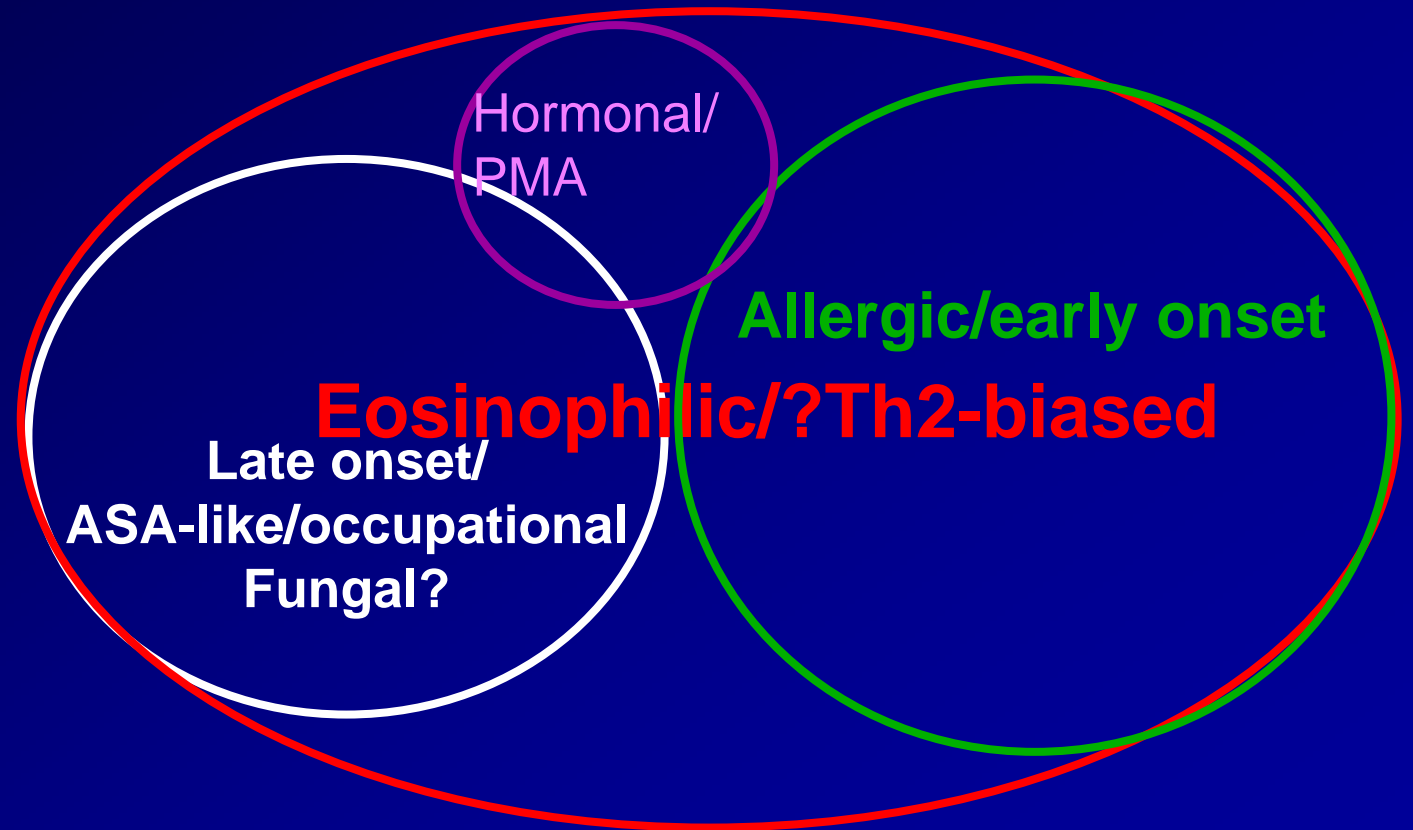 Hormonal/
PMA
Allergic/early onset
Eosinophilic/?Th2-biased
Late onset/
ASA-like/occupational
Fungal?